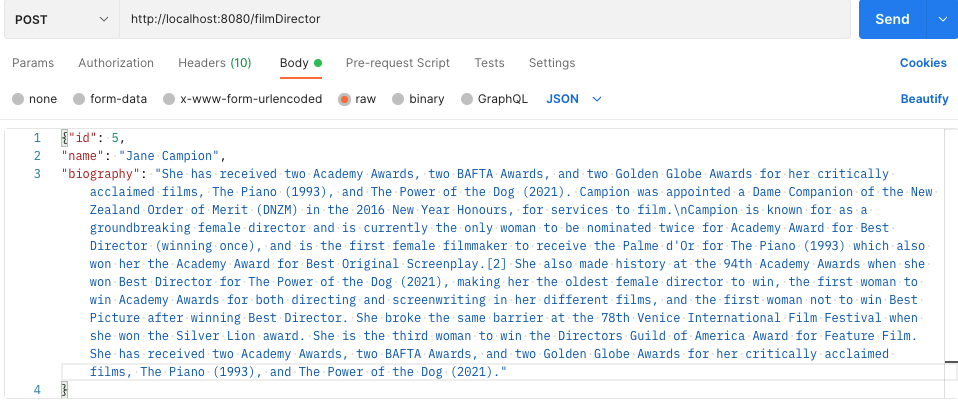 POST http://localhost:8080/filmDirector Send
Params Authorization Headers (10) Body Pre-request Script Tests Settings Cookies
none form-data x-www-form-urlencoded raw binary GraphQL JSON Beautify
1 {"id": 5,
2 "name": "Jane Campion",
3 "biography": "She has received two Academy Awards, two BAFTA Awards, and two Golden Globe Awards for her critically
acclaimed films, The Piano (1993), and The Power of the Dog (2021). Campion was appointed a Dame Companion of the New
Zealand Order of Merit (DNZM) in the 2016 New Year Honours, for services to film.\nCampion is known for as a
groundbreaking female director and is currently the only woman to be nominated twice for Academy Award for Best
Director (winning once), and is the first female filmmaker to receive the Palme d'Or for The Piano (1993) which also
won her the Academy Award for Best Original Screenplay.[2] She also made history at the 94th Academy Awards when she
won Best Director for The Power of the Dog (2021), making her the oldest female director to win, the first woman to
win Academy Awards for both directing and screenwriting in her different films, and the first woman not to win Best
Picture after winning Best Director. She broke the same barrier at the 78th Venice International Film Festival when
she won the Silver Lion award. She is the third woman to win the Directors Guild of America Award for Feature Film.
She has received two Academy Awards, two BAFTA Awards, and two Golden Globe Awards for her critically acclaimed
films, The Piano (1993), and The Power of the Dog (2021)."
4 }